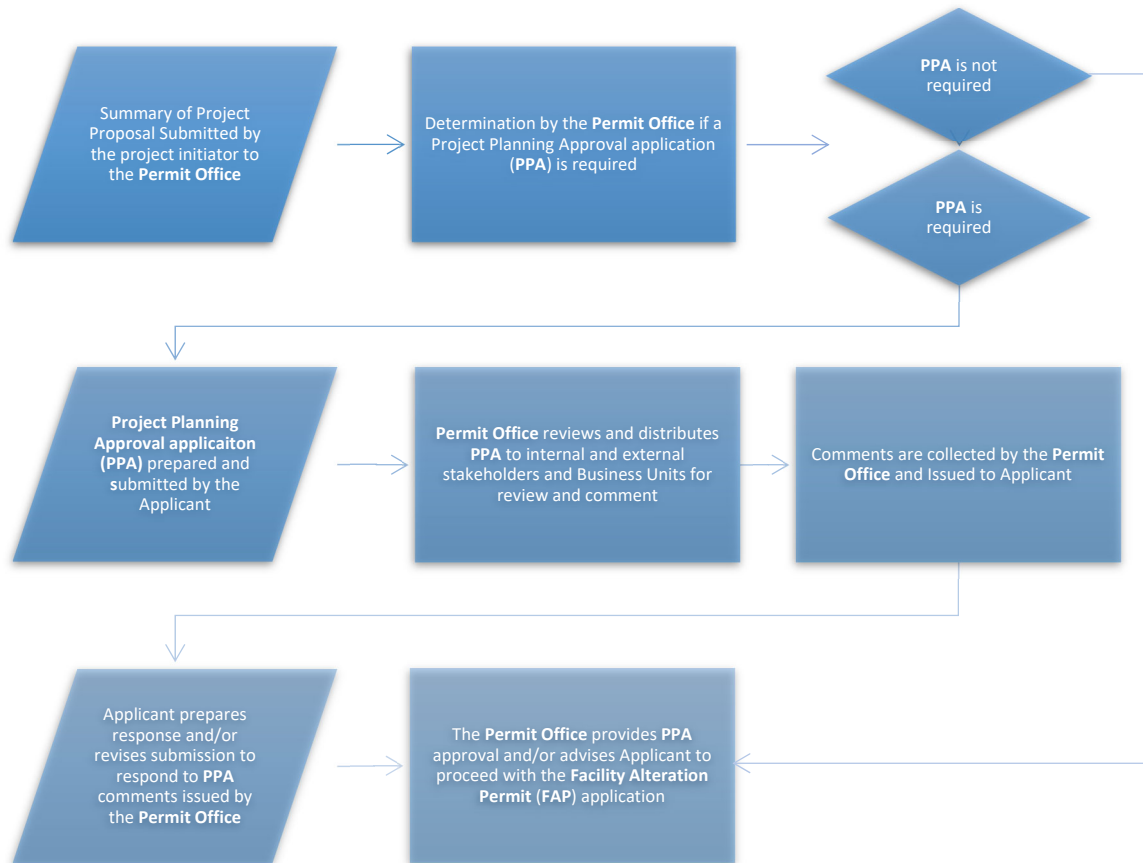 Summary of Project
Proposal Submitted by
the project initiator to
the Permit Office
Determination by the Permit Office if a
Project Planning Approval application
(PPA) is required
PPA is not
required
PPA is
required
Project Planning
Approval applicaiton
(PPA) prepared and
submitted by the
Applicant
Permit Office reviews and distributes
PPA to internal and external
stakeholders and Business Units for
review and comment
Comments are collected by the Permit
Office and Issued to Applicant
Applicant prepares
response and/or
revises submission to
respond to PPA
comments issued by
the Permit Office
The Permit Office provides PPA
approval and/or advises Applicant to
proceed with the Facility Alteration
Permit (FAP) application